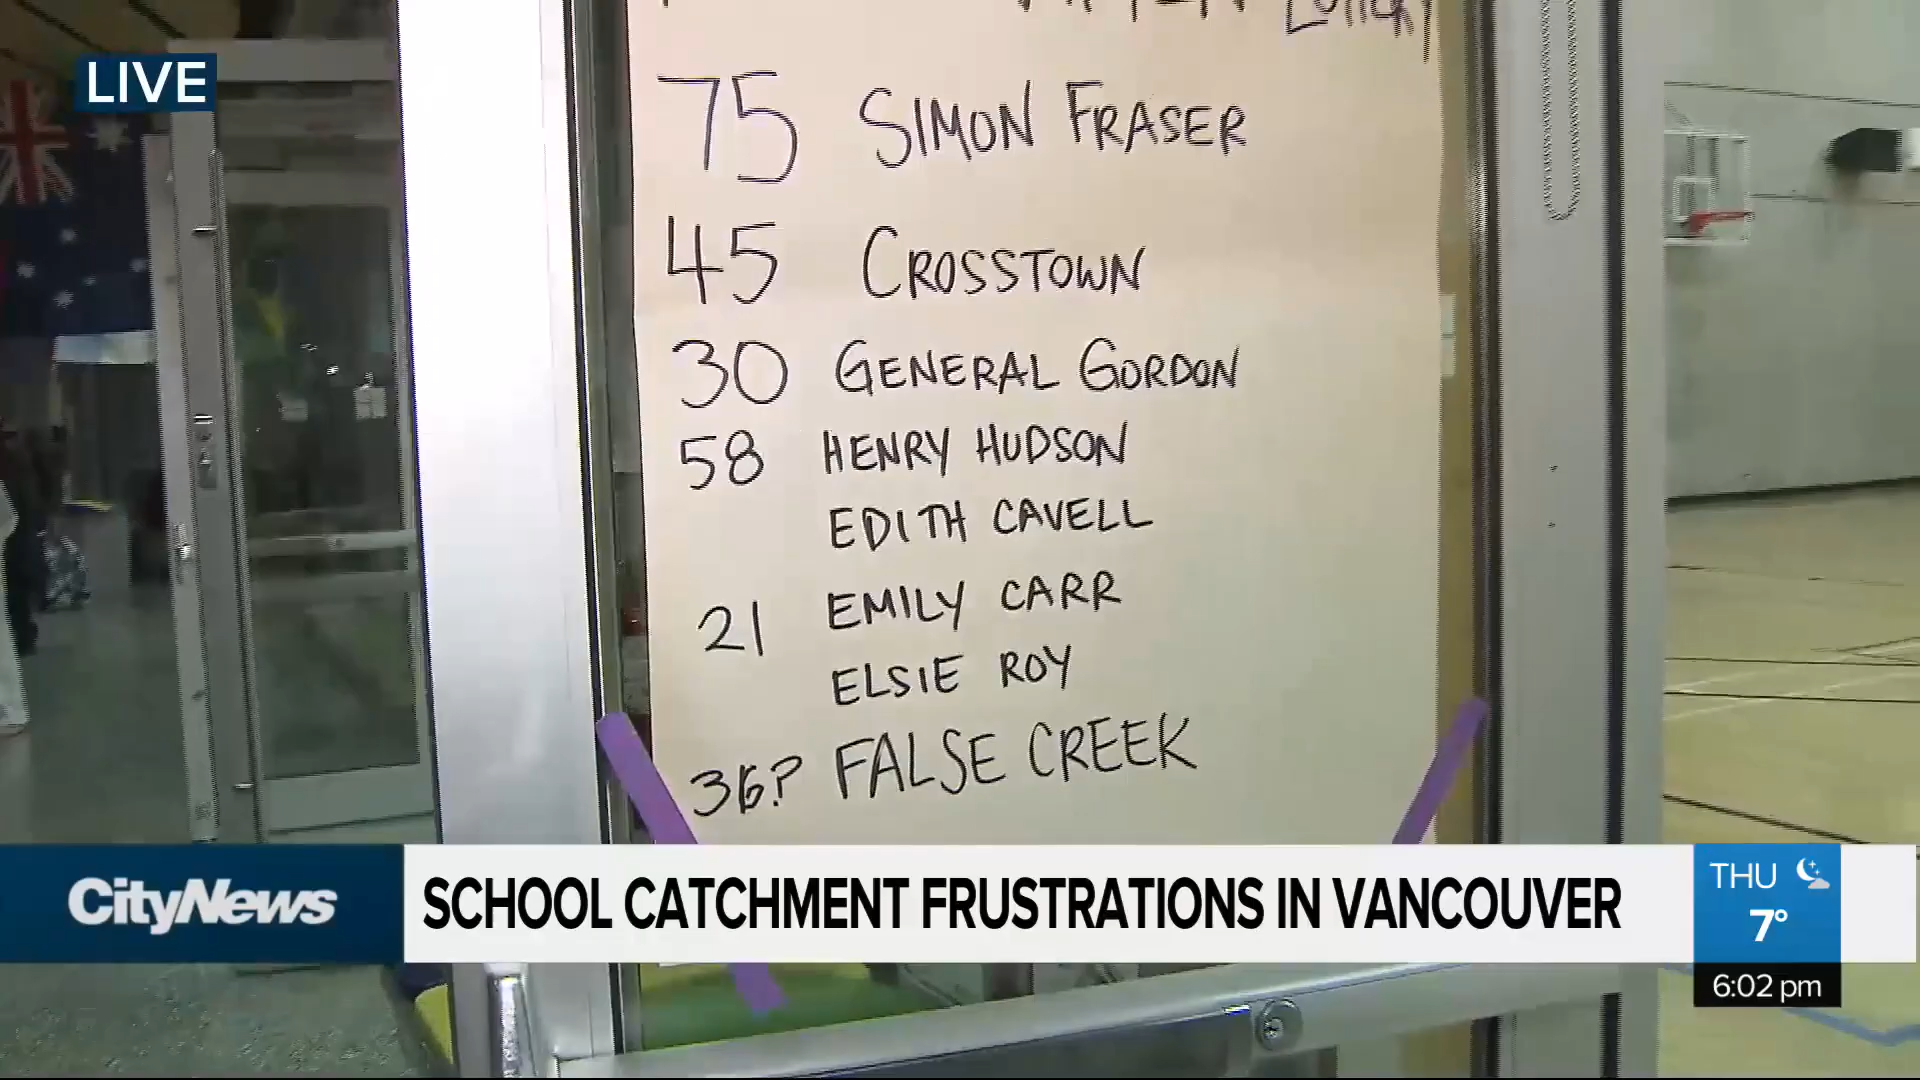 LIVE
LOTTERY
75 SIMON FRASER
45 CROSSTOWN
30 GENERAL GORDON
58 HENRY HUDSON
EDITH CAVELL
21 EMILY CARR
ELSIE ROY
36? FALSE CREEK
CityNews
SCHOOL CATCHMENT FRUSTRATIONS IN VANCOUVER
THU
7°
6:02 pm